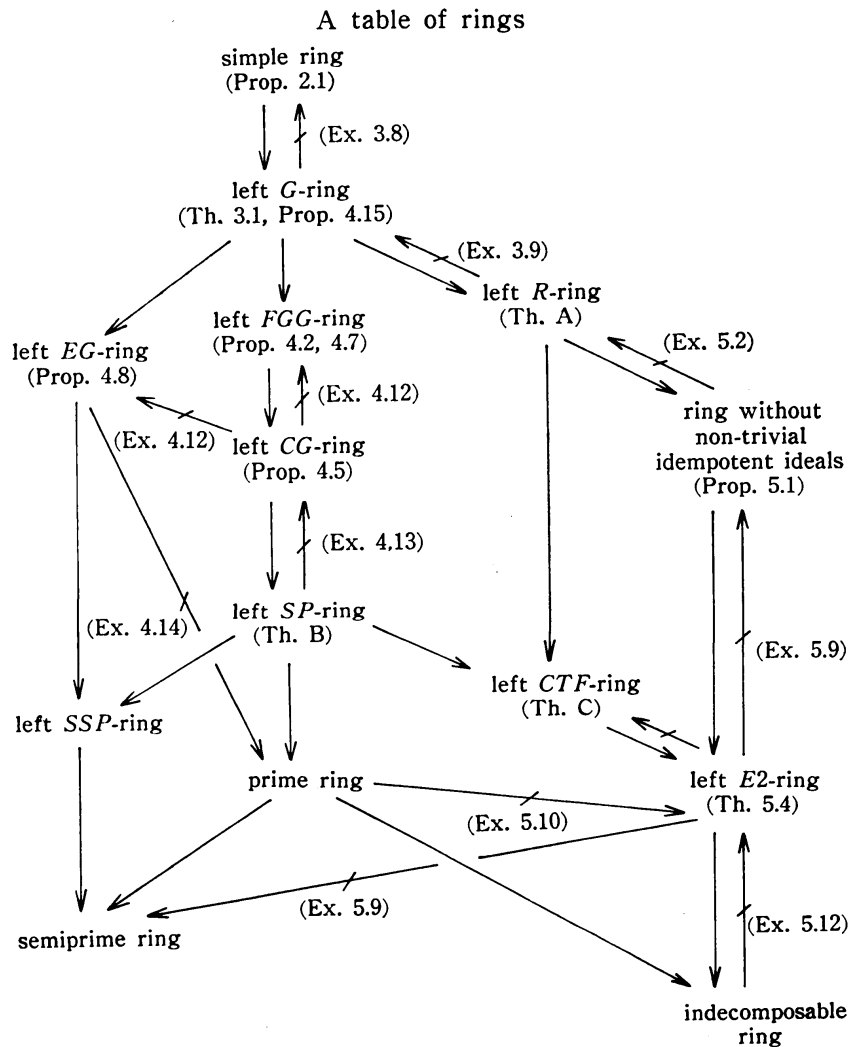 A table of rings
simple ring
(Prop. 2.1)
(Ex. 3.8)
left G-ring
(Th. 3.1, Prop. 4.15)
(Ex. 3.9)
left R-ring
(Th. A)
left FGG-ring
(Prop. 4.2, 4.7)
left EG-ring
(Prop. 4.8)
(Ex. 5.2)
(Ex. 4.12)
(Ex. 4.12)
left CG-ring
(Prop. 4.5)
ring without
non-trivial
idempotent ideals
(Prop. 5.1)
(Ex. 4,13)
left SP-ring
(Th. B)
(Ex. 4.14)
(Ex. 5.9)
left CTF-ring
(Th. C)
left SSP-ring
prime ring
left E2-ring
(Th. 5.4)
(Ex. 5.10)
(Ex. 5.9)
(Ex. 5.12)
semiprime ring
indecomposable
ring